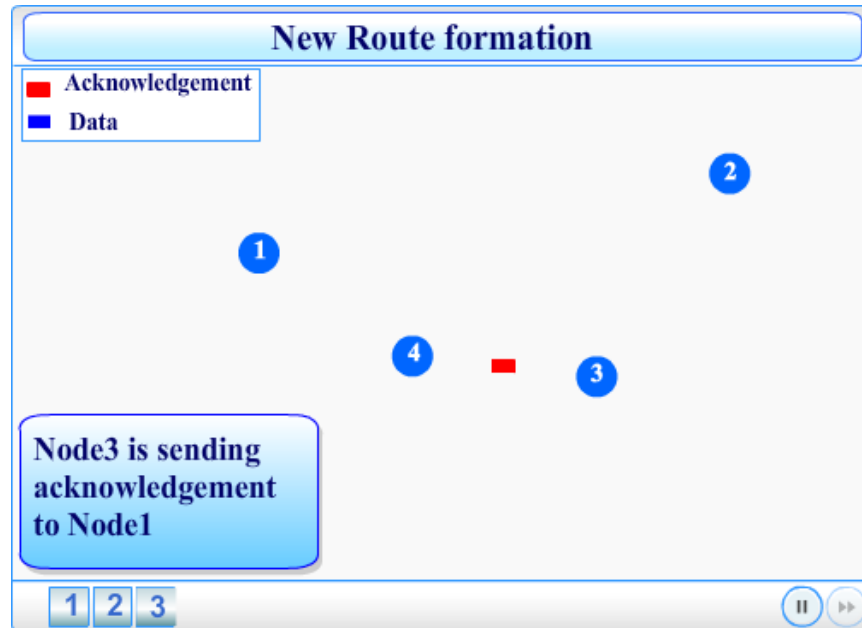 New Route formation
Acknowledgement
Data
2
1
4
3
Node3 is sending
acknowledgement
to Node1
1 2 3